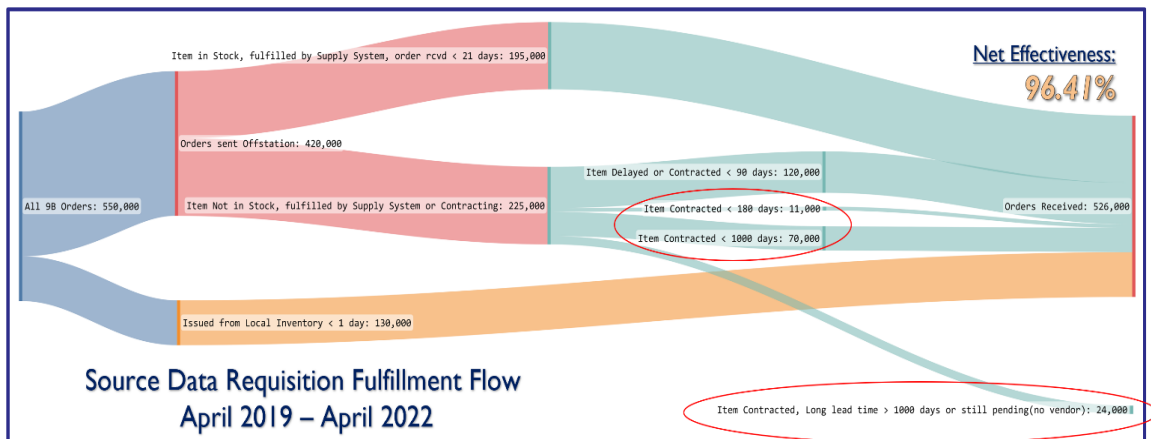 Item in Stock, fulfilled by Supply System, order rcvd < 21 days: 195,000
Net Effectiveness:
96.41%
Orders sent Offstation: 420,000
Item Delayed or Contracted < 90 days: 120,000
All 9B Orders: 550,000
Item Not in Stock, fulfilled by Supply System or Contracting: 225,000
Item Contracted < 180 days: 11,000
Orders Received: 526,000
Item Contracted < 1000 days: 70,000
Issued from Local Inventory < 1 day: 130,000
Source Data Requisition Fulfillment Flow
April 2019 – April 2022
Item Contracted, Long lead time > 1000 days or still pending(no vendor): 24,000